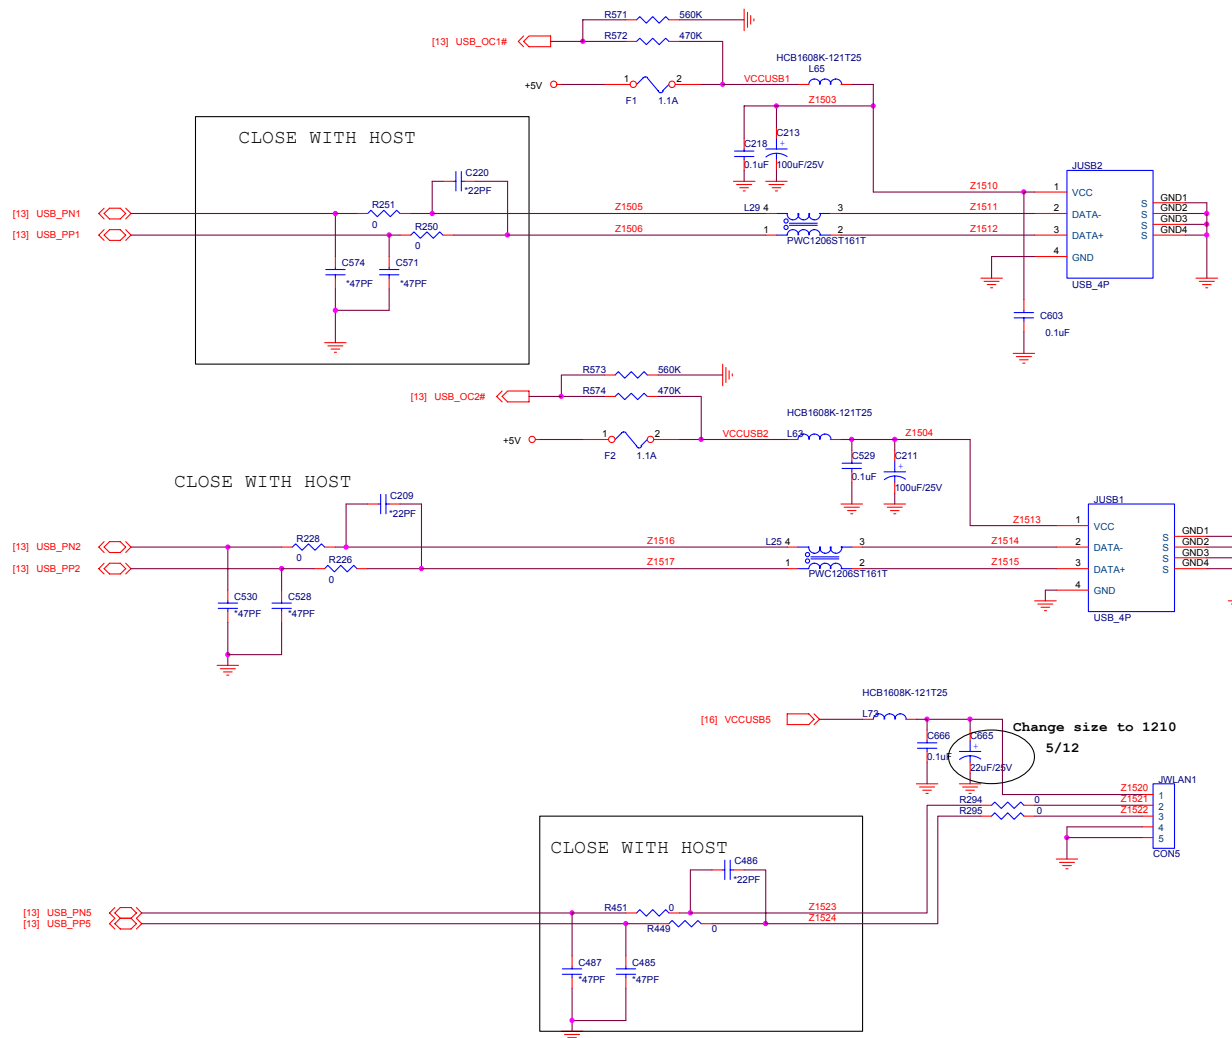 R571 560K
[13] USB_OC1# R572 470K
HCB1608K-121T25
L65
+5V 1 2 VCCUSB1
F1 1.1A
Z1503
CLOSE WITH HOST
C218 C213 +
0.1uF 100uF/25V
JUSB2
C220
*22PF
Z1510 1 VCC
GND1
[13] USB_PN1 R251 Z1505 L29 4 3 Z1511 2 DATA- S GND2
0
S GND3
[13] USB_PP1 R250 Z1506 1 2 Z1512 3 DATA+ S GND4
0 PWC1206ST161T S
4 GND
C574 C571
*47PF *47PF
USB_4P
C603
0.1uF
R573 560K
[13] USB_OC2# R574 470K
HCB1608K-121T25
+5V 1 2 VCCUSB2 L63 Z1504
F2 1.1A
C529 C211 +
0.1uF 100uF/25V
CLOSE WITH HOST
C209
*22PF
JUSB1
Z1513 1 VCC
GND1
[13] USB_PN2 R228 Z1516 L25 4 3 Z1514 2 DATA- S GND2
0
S GND3
[13] USB_PP2 R226 Z1517 1 2 Z1515 3 DATA+ S GND4
0 PWC1206ST161T S
4 GND
C530 C528
*47PF *47PF
USB_4P
HCB1608K-121T25
[16] VCCUSB5 L73
Change size to 1210
C666 C665 +
0.1uF 22uF/25V
5/12
JWLAN1
Z1520 1
R294 0 Z1521 2
R295 0 Z1522 3
4
5
CON5
CLOSE WITH HOST
C486
*22PF
[13] USB_PN5 R451 0 Z1523
[13] USB_PP5 R449 0 Z1524
C487 C485
*47PF *47PF